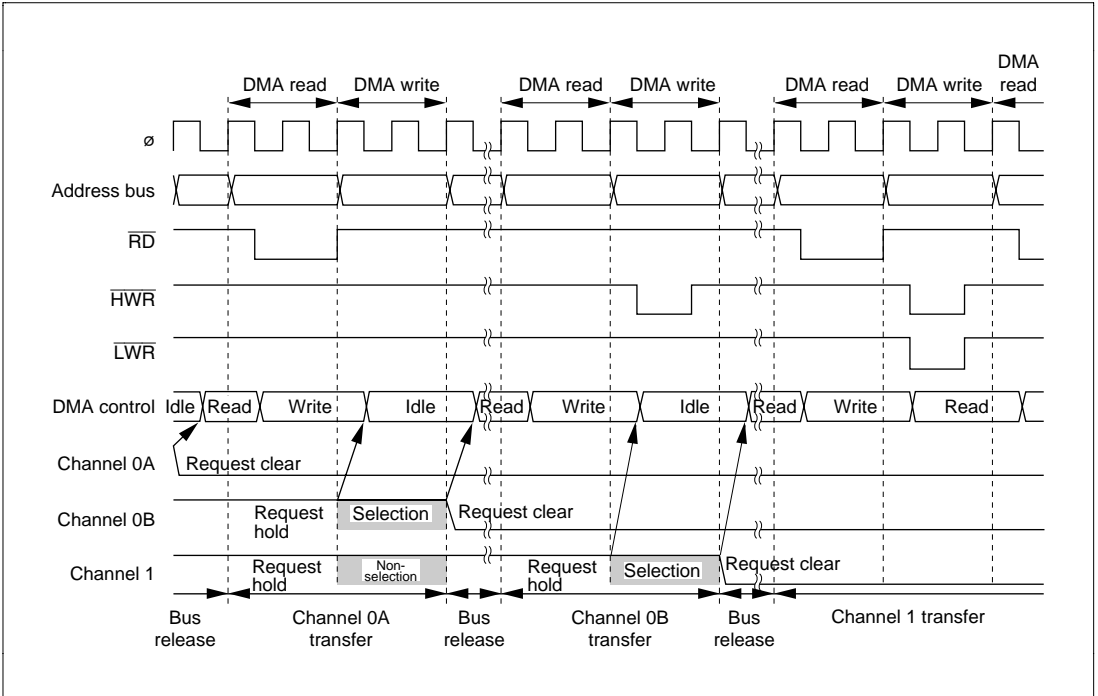 DMA
DMA read DMA write DMA read DMA write DMA read DMA write read
ø
Address bus
RD
HWR
LWR
DMA control Idle Read Write Idle Read Write Idle Read Write Read
Channel 0A Request clear
Channel 0B Request hold Selection Request clear
Channel 1 Request hold Non-selection Request hold Selection Request clear
Bus release Channel 0A transfer Bus release Channel 0B transfer Bus release Channel 1 transfer